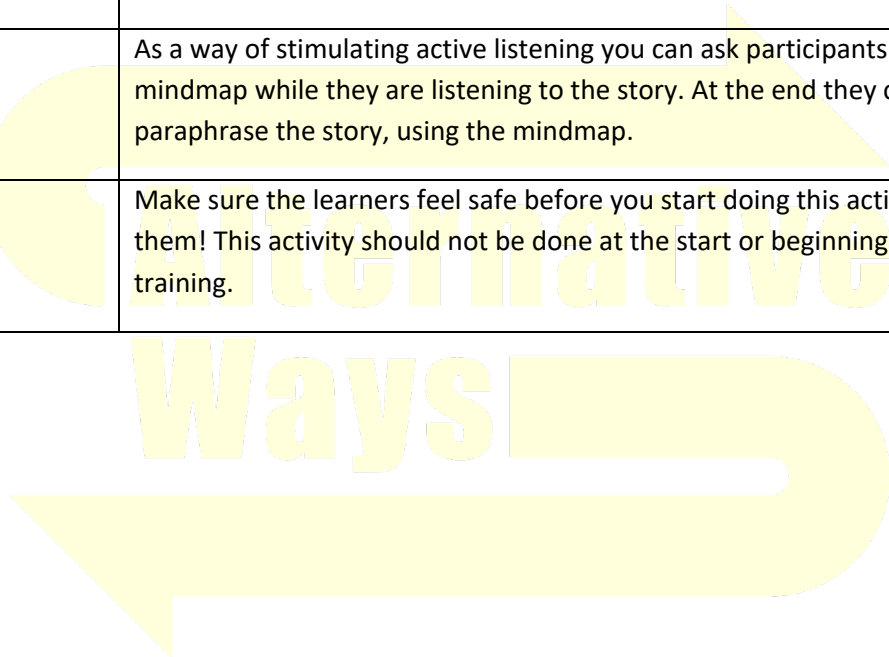 As a way of stimulating active listening you can ask participants
mindmap while they are listening to the story. At the end they
paraphrase the story, using the mindmap.
Make sure the learners feel safe before you start doing this
them! This activity should not be done at the start or beginning
training.
Alternative
Ways